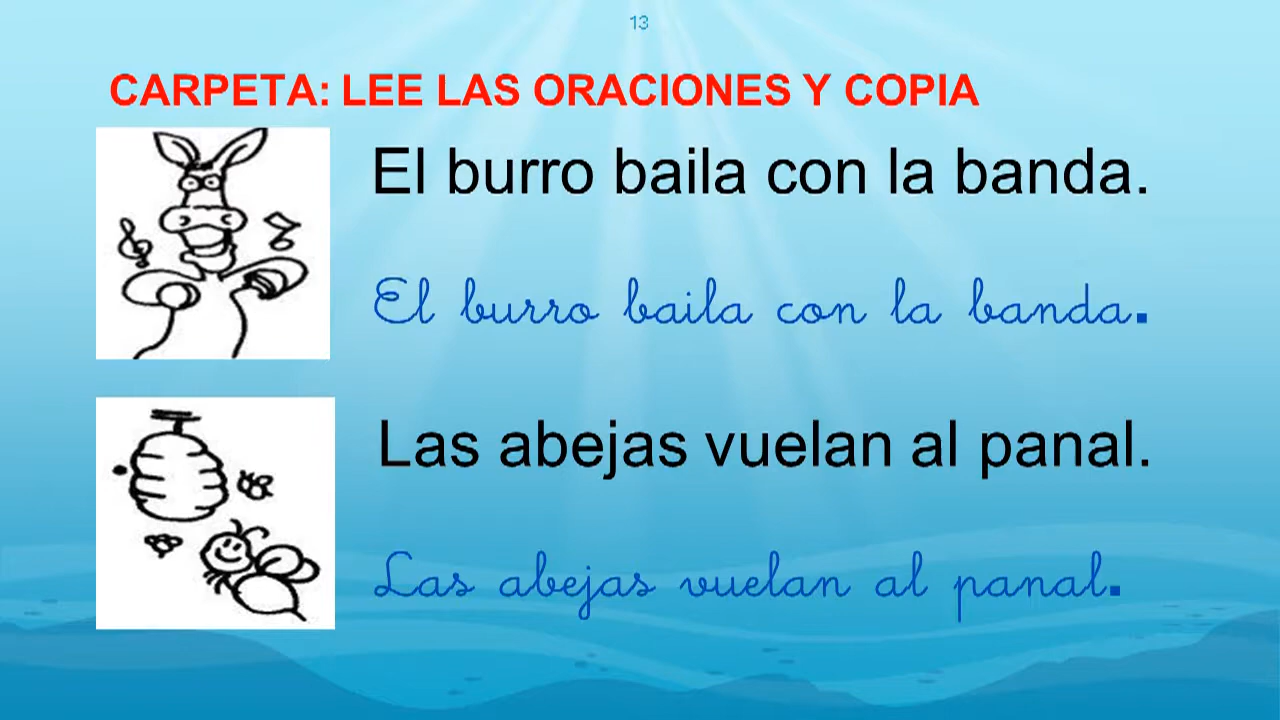 13
CARPETA: LEE LAS ORACIONES Y COPIA
El burro baila con la banda.
El burro baila con la banda.
Las abejas vuelan al panal.
Las abejas vuelan al panal.